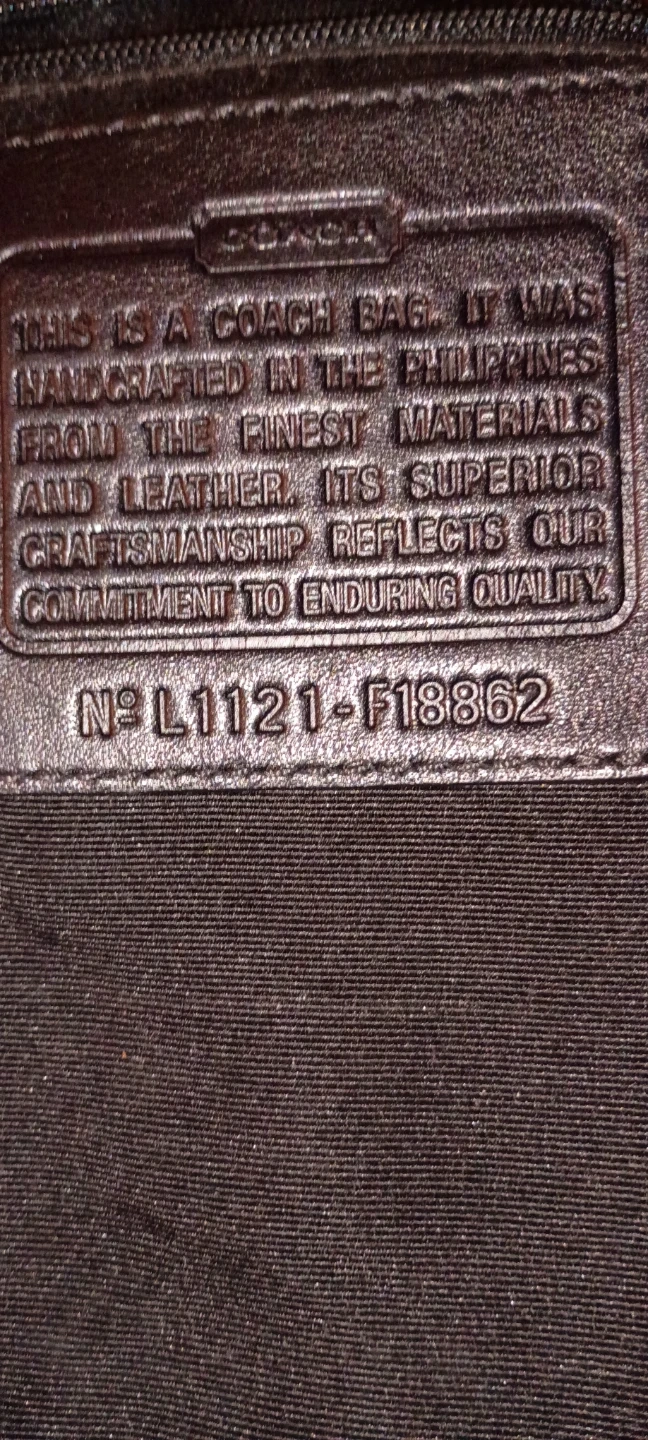 COACH
THIS IS A COACH BAG. IT WAS
HANDCRAFTED IN THE PHILIPPINES
FROM THE FINEST MATERIALS
AND LEATHER. ITS SUPERIOR
CRAFTSMANSHIP REFLECTS OUR
COMMITMENT TO ENDURING QUALITY.
Nº L1121-F18862